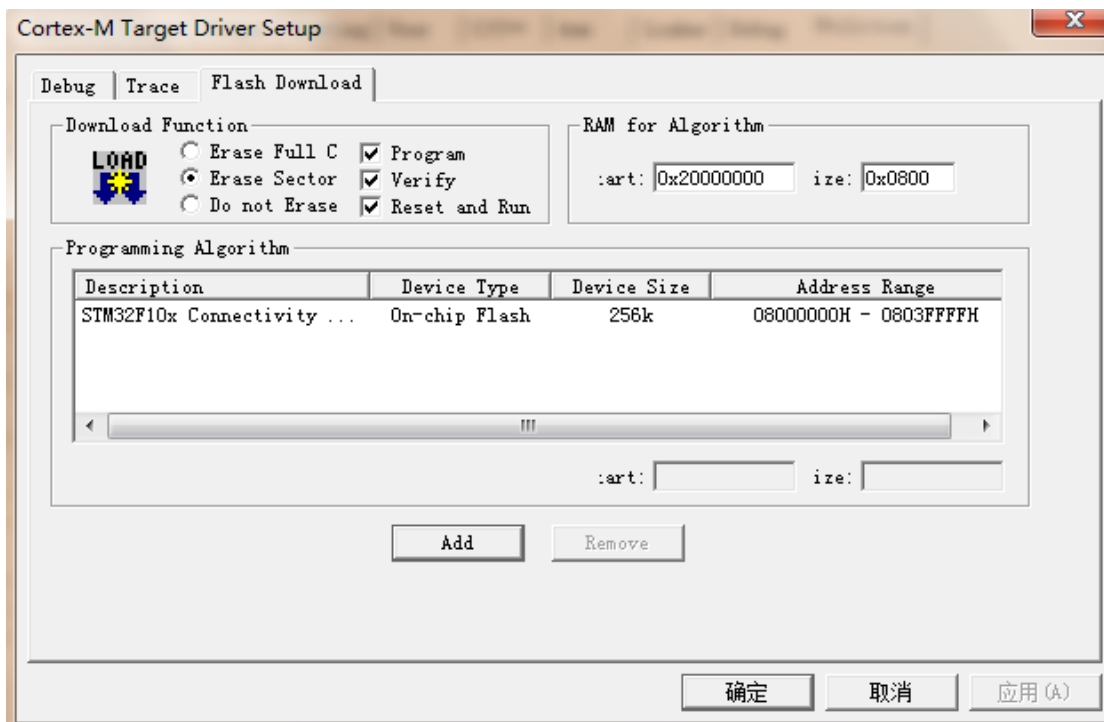 Cortex-M Target Driver Setup
Debug Trace Flash Download
Download Function
LOAD
Erase Full C
Erase Sector
Do not Erase
Program
Verify
Reset and Run
RAM for Algorithm
:art: 0x20000000 ize: 0x0800
Programming Algorithm
Description Device Type Device Size Address Range
STM32F10x Connectivity ... On-chip Flash 256k 08000000H - 0803FFFFH
:art: ize:
Add Remove
确定 取消 应用(A)